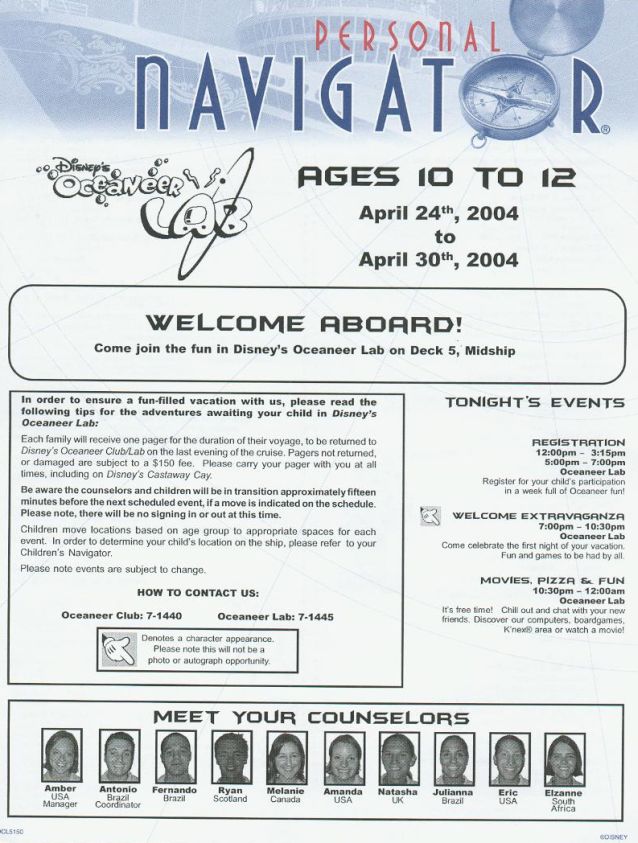 PERSONAL
NAVIGATOR®
DISNEY'S
OCEANEER
LAB
AGES 10 TO 12
April 24th, 2004
to
April 30th, 2004
WELCOME ABOARD!
Come join the fun in Disney's Oceaneer Lab on Deck 5, Midship
In order to ensure a fun-filled vacation with us, please read the
following tips for the adventures awaiting your child in Disney's
Oceaneer Lab:
Each family will receive one pager for the duration of their voyage, to be returned to
Disney's Oceaneer Club/Lab on the last evening of the cruise. Pagers not returned,
or damaged are subject to a $150 fee. Please carry your pager with you at all
times, including on Disney's Castaway Cay.
Be aware the counselors and children will be in transition approximately fifteen
minutes before the next scheduled event, if a move is indicated on the schedule.
Please note, there will be no signing in or out at this time.
Children move locations based on age group to appropriate spaces for each
event. In order to determine your child's location on the ship, please refer to your
Children's Navigator.
Please note events are subject to change.
HOW TO CONTACT US:
Oceaneer Club: 7-1440 Oceaneer Lab: 7-1445
Denotes a character appearance.
Please note this will not be a
photo or autograph opportunity.
TONIGHT'S EVENTS
REGISTRATION
12:00pm – 3:15pm
5:00pm – 7:00pm
Oceaneer Lab
Register for your child's participation
in a week full of Oceaneer fun!
WELCOME EXTRAVAGANZA
7:00pm – 10:30pm
Oceaneer Lab
Come celebrate the first night of your vacation.
Fun and games to be had by all.
MOVIES, PIZZA & FUN
10:30pm – 12:00am
Oceaneer Lab
It's free time! Chill out and chat with your new
friends. Discover our computers, boardgames,
K'nex® area or watch a movie!
MEET YOUR COUNSELORS
Amber
USA
Manager
Antonio
Brazil
Coordinator
Fernando
Brazil
Ryan
Scotland
Melanie
Canada
Amanda
USA
Natasha
UK
Julianna
Brazil
Eric
USA
Elzanne
South
Africa
DCL5150
©DISNEY